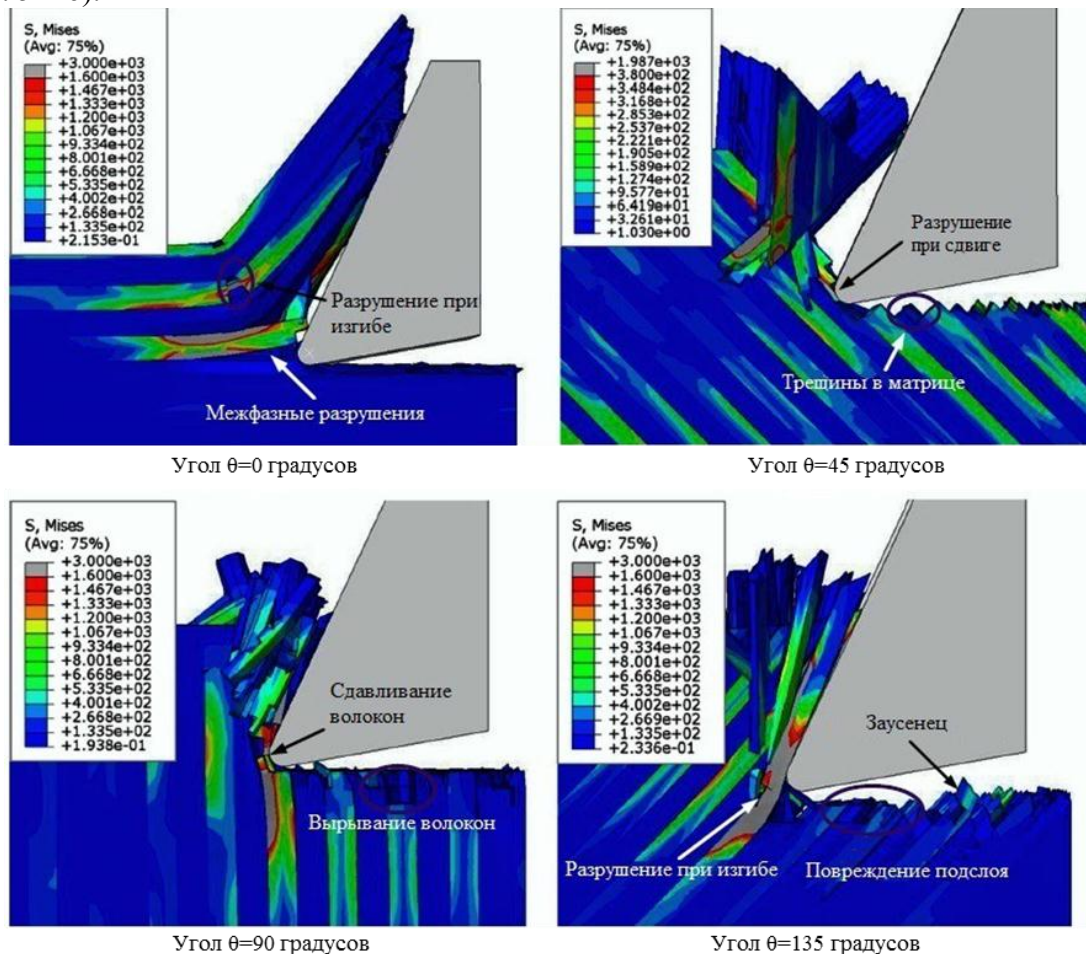 S, Mises
(Avg: 75%)
+3.000e+03
+1.600e+03
+1.467e+03
+1.333e+03
+1.200e+03
+1.067e+03
+9.334e+02
+8.001e+02
+6.668e+02
+5.335e+02
+4.002e+02
+2.668e+02
+1.335e+02
+2.153e-01
Разрушение при
изгибе
Межфазные разрушения
Угол θ=0 градусов
S, Mises
(Avg: 75%)
+1.987e+03
+3.800e+02
+3.484e+02
+3.168e+02
+2.853e+02
+2.537e+02
+2.221e+02
+1.905e+02
+1.589e+02
+1.274e+02
+9.577e+01
+6.419e+01
+3.261e+01
+1.030e+00
Разрушение
при сдвиге
Трещины в матрице
Угол θ=45 градусов
S, Mises
(Avg: 75%)
+3.000e+03
+1.600e+03
+1.467e+03
+1.333e+03
+1.200e+03
+1.067e+03
+9.334e+02
+8.001e+02
+6.668e+02
+5.335e+02
+4.001e+02
+2.668e+02
+1.335e+02
+1.938e-01
Сдавливание
волокон
Вырывание волокон
Угол θ=90 градусов
S, Mises
(Avg: 75%)
+3.000e+03
+1.600e+03
+1.467e+03
+1.333e+03
+1.200e+03
+1.067e+03
+9.334e+02
+8.001e+02
+6.668e+02
+5.335e+02
+4.002e+02
+2.669e+02
+1.335e+02
+2.336e-01
Заусенец
Разрушение при изгибе
Повреждение подслоя
Угол θ=135 градусов